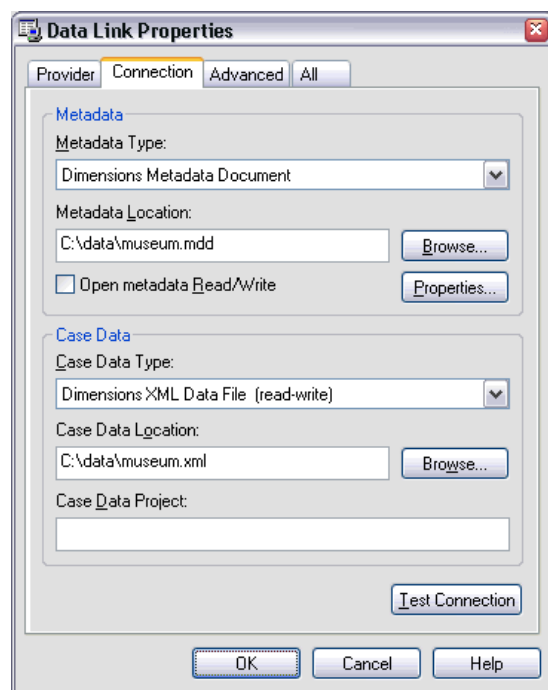 Data Link Properties
Provider Connection Advanced All
Metadata
Metadata Type:
Dimensions Metadata Document
Metadata Location:
C:\data\museum.mdd Browse...
Open metadata Read/Write Properties...
Case Data
Case Data Type:
Dimensions XML Data File (read-write)
Case Data Location:
C:\data\museum.xml Browse...
Case Data Project:
Test Connection
OK Cancel Help